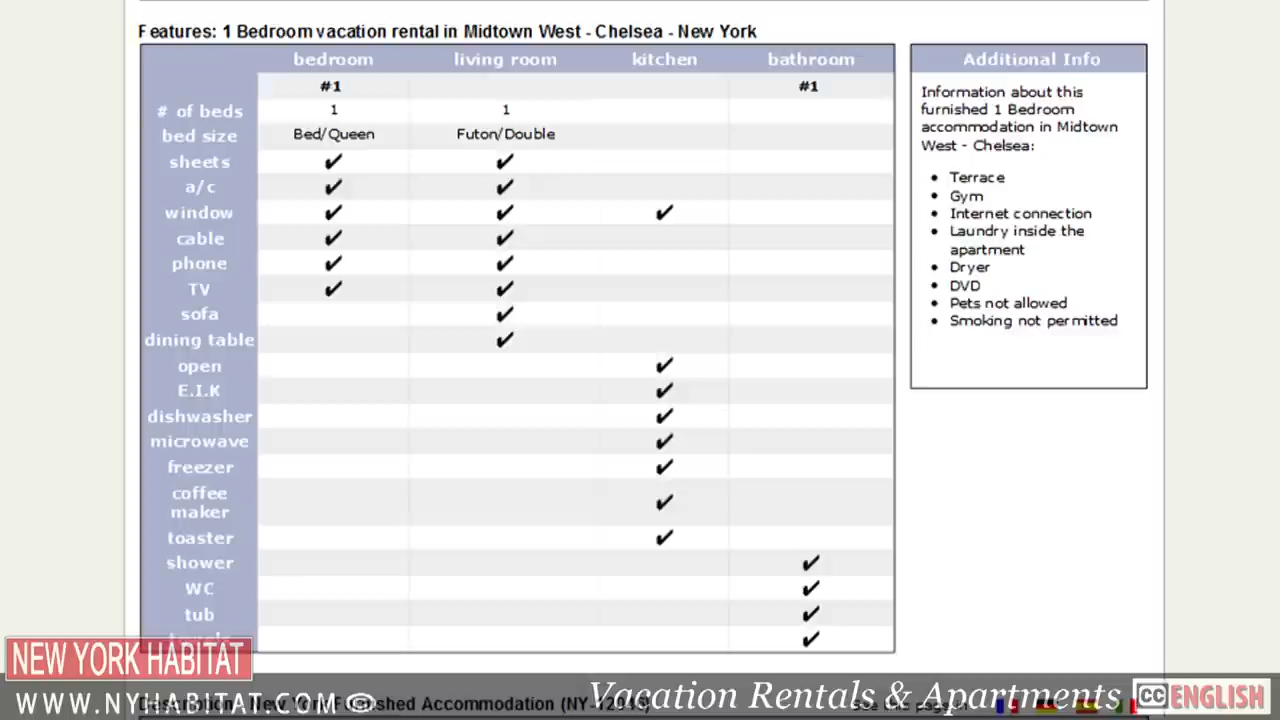 Features: 1 Bedroom vacation rental in Midtown West - Chelsea - New York
bedroom living room kitchen bathroom
#1 #1
# of beds 1 1
bed size Bed/Queen Futon/Double
sheets ✔ ✔
a/c ✔ ✔
window ✔ ✔ ✔
cable ✔ ✔
phone ✔ ✔
TV ✔ ✔
sofa ✔
dining table ✔
open ✔
E.I.K ✔
dishwasher ✔
microwave ✔
freezer ✔
coffee
maker ✔
toaster ✔
shower ✔
WC ✔
tub ✔
✔
Additional Info
Information about this
furnished 1 Bedroom
accommodation in Midtown
West - Chelsea:
• Terrace
• Gym
• Internet connection
• Laundry inside the
apartment
• Dryer
• DVD
• Pets not allowed
• Smoking not permitted
NEW YORK HABITAT
WWW.NYHABITAT.COM ©
New York Furnished Accommodation
Vacation Rentals & Apartments
CC ENGLISH